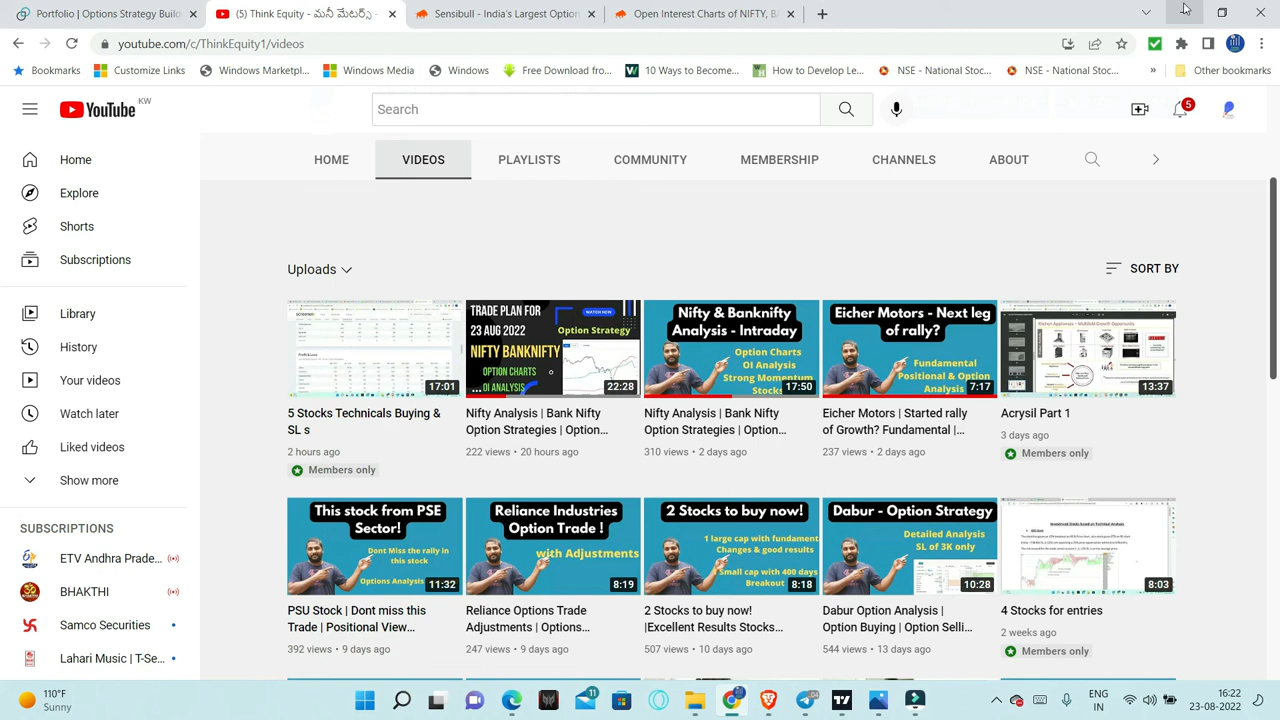 (5) Portfolio of Strategy Build
(5) Think Equity - మనీ మేటర్స్
Sensibull - India's Largest Option
Open Interest Charts of NIFTY, BA
youtube.com/ThinkEquity1/videos
Bookmarks
Customize Links
Windows Marketpl...
Windows Media
Windows
Free Download fro...
10 Ways to Become...
How to Develop Le...
NSE - National Stoc...
NSE - National Stoc...
»
Other bookmarks
YouTube KW
Search
5
HOME
VIDEOS
PLAYLISTS
COMMUNITY
MEMBERSHIP
CHANNELS
ABOUT
Home
Explore
Shorts
Subscriptions
Library
History
Your videos
Watch later
Liked videos
Show more
SUBSCRIPTIONS
ETV Andhra Prade...
BHAKTHI
Samco Securities
Lahari Music | T-Se...
Uploads
SORT BY
17:01
5 Stocks Technicals Buying n
SL s
2 hours ago
Members only
TRADE PLAN FOR
23 AUG 2022
WATCH NOW
Option Strategy
NIFTY BANKNIFTY
OPTION CHARTS
OI ANALYSIS
22:28
Nifty Analysis | Bank Nifty
Option Strategies | Option...
222 views • 20 hours ago
Nifty & Banknifty
Analysis - Intraday
Option Charts
OI Analysis
Strong Momentum
Stocks
17:50
Nifty Analysis | Bank Nifty
Option Strategies | Option...
310 views • 2 days ago
Eicher Motors - Next leg
of rally?
Fundamental
Positional & Option
Analysis
7:17
Eicher Motors | Started rally
of Growth? Fundamental |...
237 views • 2 days ago
Kitchen Appliances - Multifold Growth Opportunity
13:37
Acrysil Part 1
3 days ago
Members only
1 Stock from PSU
Sector!
Dont Miss the rally in
this stock
Options Analysis
11:32
PSU Stock | Dont miss this
Trade | Positional View...
392 views • 9 days ago
Reliance Industries
Option Trade !
with Adjustments
8:19
Reliance Options Trade
Adjustments | Options...
247 views • 9 days ago
2 Stocks to buy now!
1 large cap with fundament
Changes & good results
1 Small cap with 400 days
Breakout
8:18
2 Stocks to buy now!
|Excellent Results Stocks...
507 views • 10 days ago
Dabur - Option Strategy
Detailed Analysis
SL of 3K only
10:28
Dabur Option Analysis |
Option Buying | Option Selli...
544 views • 13 days ago
8:03
4 Stocks for entries
2 weeks ago
Members only
110°F
Sunny
11
ENG
IN
16:22
23-08-2022